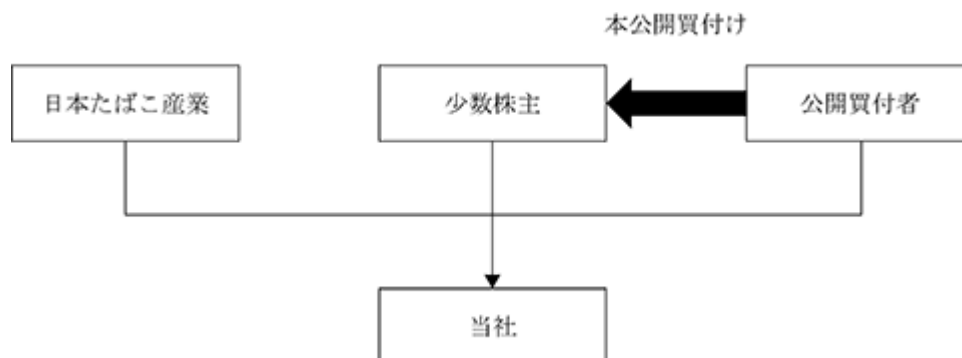 本公開買付け
日本たばこ産業
少数株主
公開買付者
当社